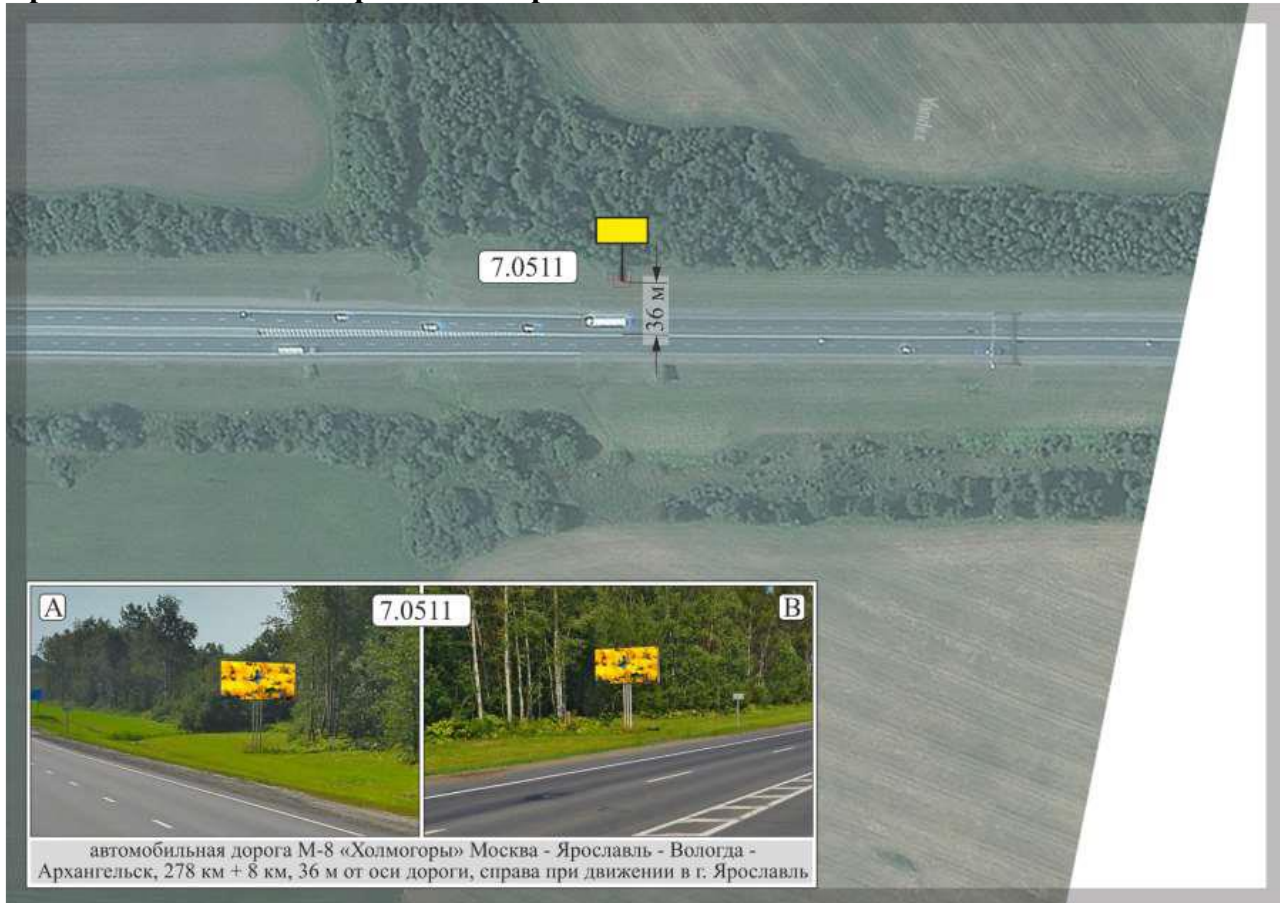 Yandex
7.0511
36 м
A
7.0511
B
автомобильная дорога М-8 «Холмогоры» Москва - Ярославль - Вологда -
Архангельск, 278 км + 8 км, 36 м от оси дороги, справа при движении в г. Ярославль